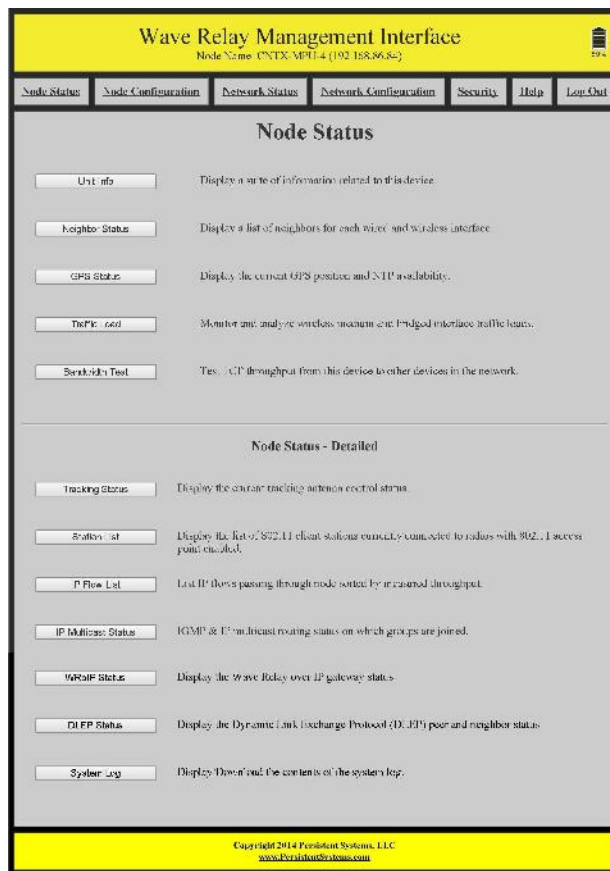 Wave Relay Management Interface
Node Name: CNTX-MPU-4 (192.168.86.84)
Node Status
Node Configuration
Network Status
Network Configuration
Security
Help
Log Out
Node Status
Unit Info
Display a suite of information related to this device.
Neighbor Status
Display a list of neighbors for each wired and wireless interface
GPS Status
Display the current GPS position and NTP availability.
Traffic Load
Monitor and analyze wireless medium and bridged interface traffic loads.
Bandwidth Test
Test TCP throughput from this device to other devices in the network.
Node Status - Detailed
Tracking Status
Display the current tracking antenna control status.
Station List
Display the list of 802.11 client stations currently connected to radios with 802.11 access
point enabled.
IP Flow List
List IP flows passing through node sorted by measured throughput.
IP Multicast Status
IGMP & IP multicast routing status on which groups are joined.
WRoIP Status
Display the Wave Relay over IP gateway status
DLEP Status
Display the Dynamic Link Exchange Protocol (DLEP) peer and neighbor status
System Log
Display/Download the contents of the system log.
Copyright 2014 Persistent Systems, LLC
www.PersistentSystems.com